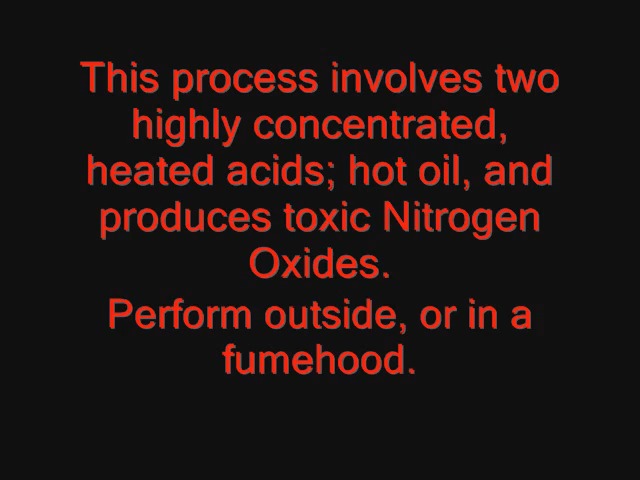 This process involves two
highly concentrated,
heated acids; hot oil, and
produces toxic Nitrogen
Oxides.
Perform outside, or in a
fumehood.